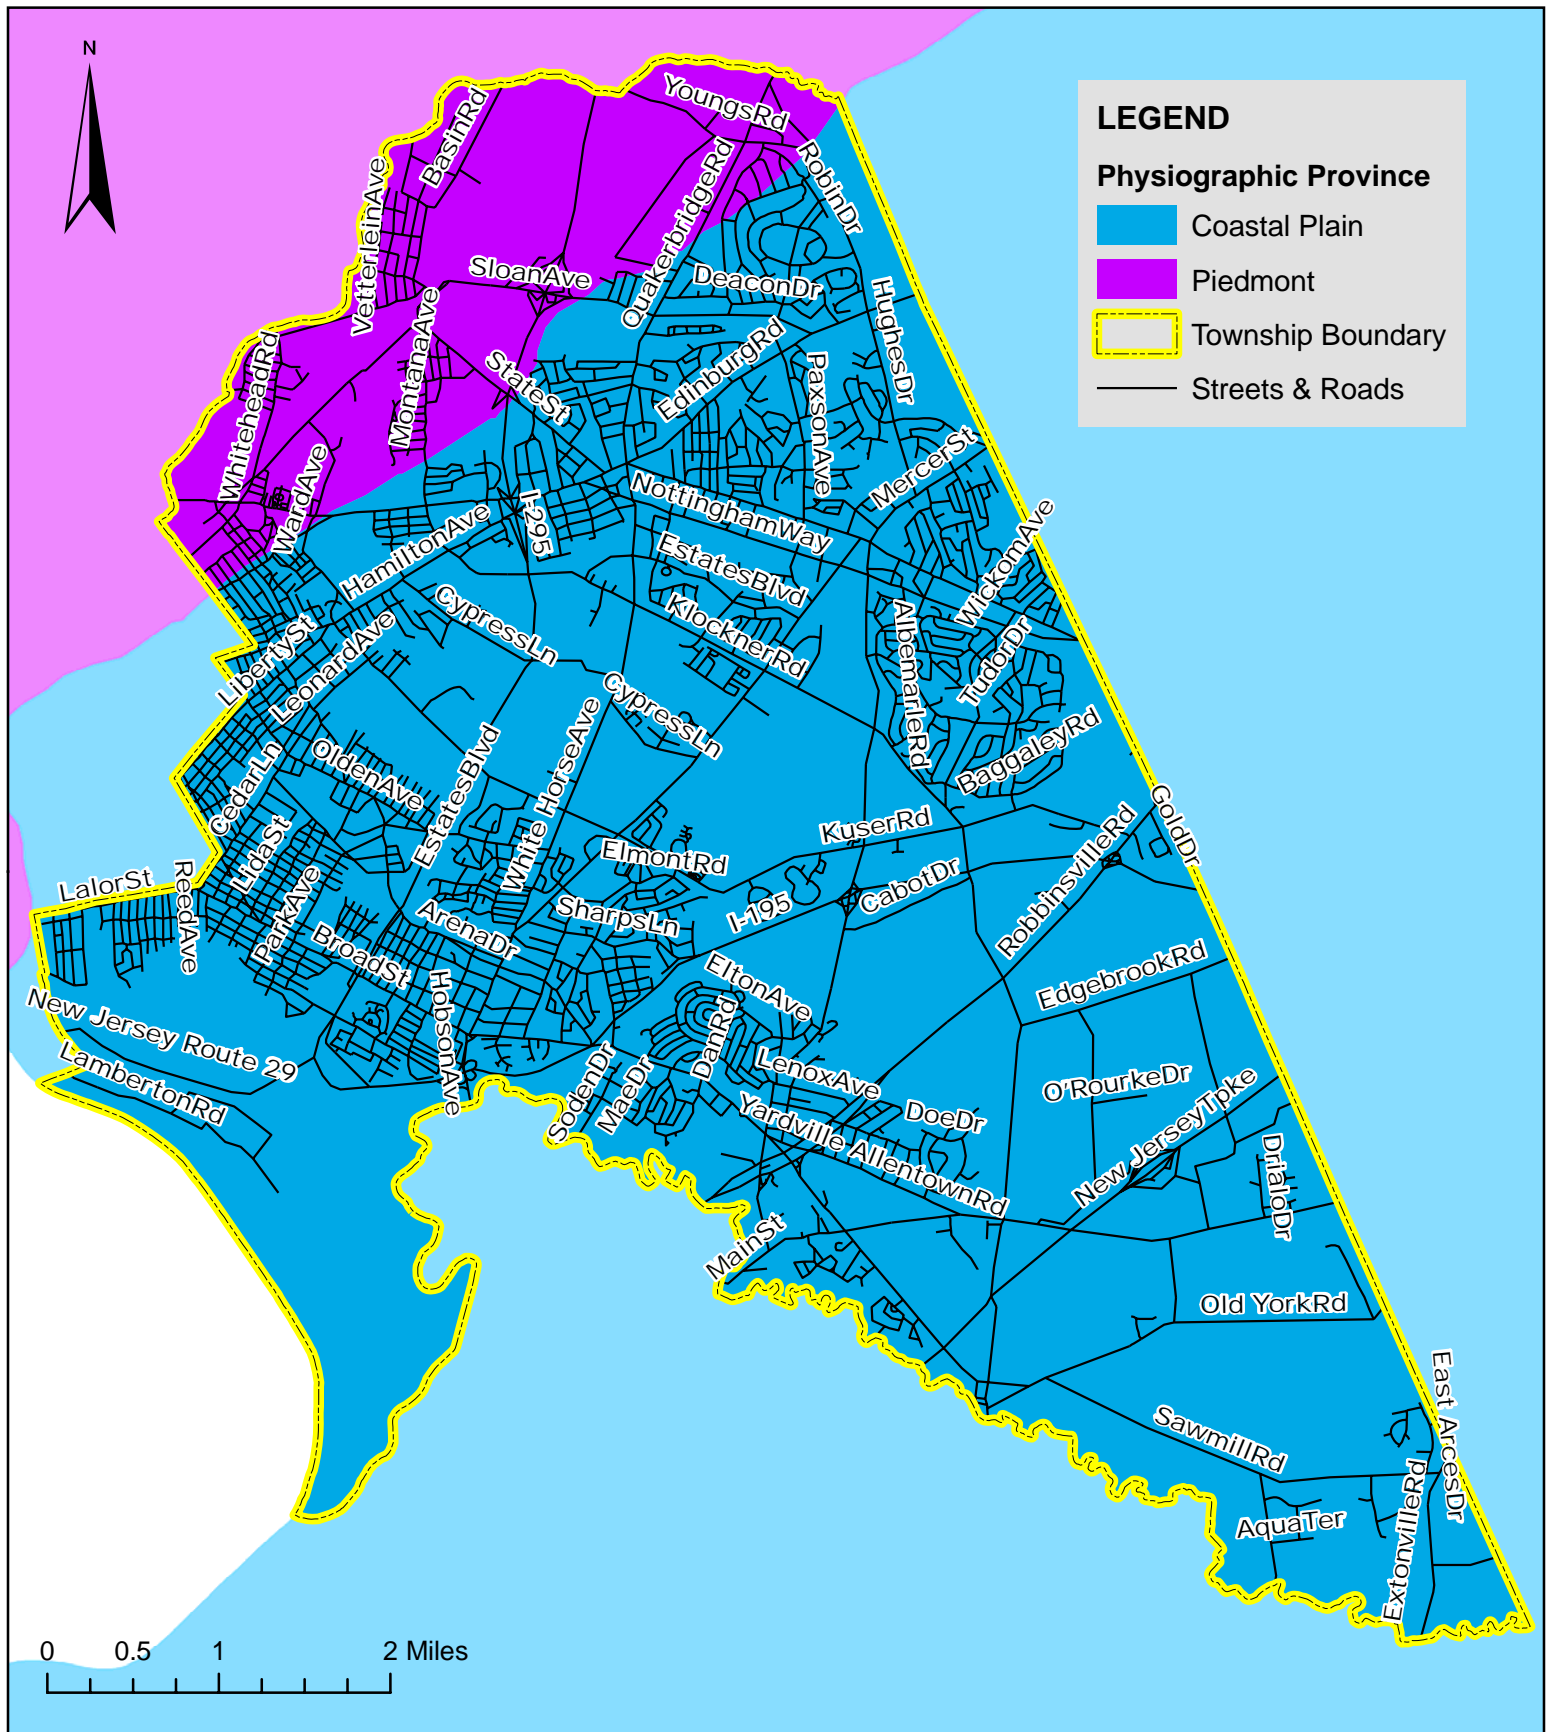 N
LEGEND
Physiographic Province
Coastal Plain
Piedmont
Township Boundary
Streets & Roads
YoungsRd
BasinRd
RobinDr
QuakerbridgeRd
VetterleinAve
SloanAve
DeaconDr
HughesDr
MontanaAve
WhiteheadRd
StateSt
EdinburgRd
PaxsonAve
MercerSt
WardAve
I-295
HamiltonAve
NottinghamWay
WickomAve
EstatesBlvd
CypressLn
KlocknerRd
AlbemarleRd
LibertySt
LeonardAve
TudorDr
CypressLn
BaggaleyRd
OldenAve
CedarLn
EstatesBlvd
White HorseAve
GoldDr
KuserRd
RobbinsvilleRd
LidaSt
ElmontRd
LalorSt
ReedAve
ParkAve
CabotDr
I-195
SharpsLn
ArenaDr
BroadSt
EdgebrookRd
HobsonAve
EltonAve
DanRd
New Jersey Route 29
LambertonRd
SodenDr
MaeDr
LenoxAve
O'RourkeDr
DoeDr
Yardville AllentownRd
New JerseyTpke
DrialoDr
MainSt
Old YorkRd
East ArcesDr
SawmillRd
ExtonvilleRd
AquaTer
0 0.5 1 2 Miles